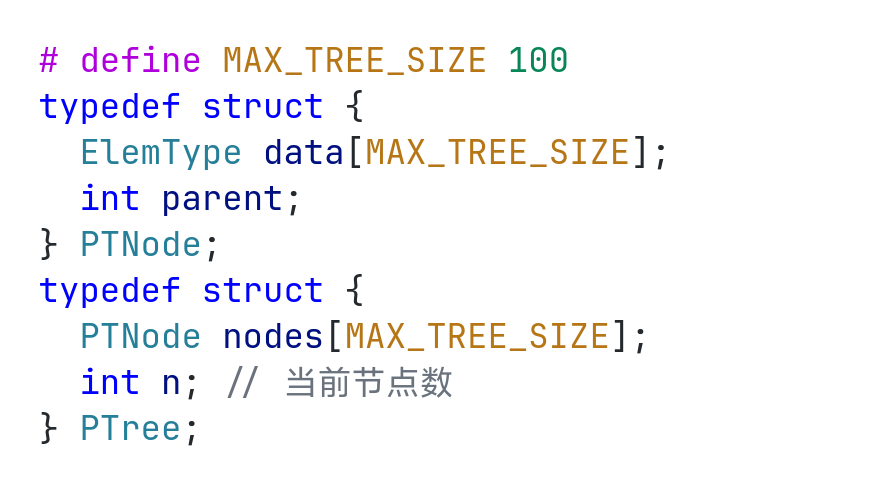 # define MAX_TREE_SIZE 100
typedef struct {
  ElemType data[MAX_TREE_SIZE];
  int parent;
} PTNode;
typedef struct {
  PTNode nodes[MAX_TREE_SIZE];
  int n; // 当前节点数
} PTree;